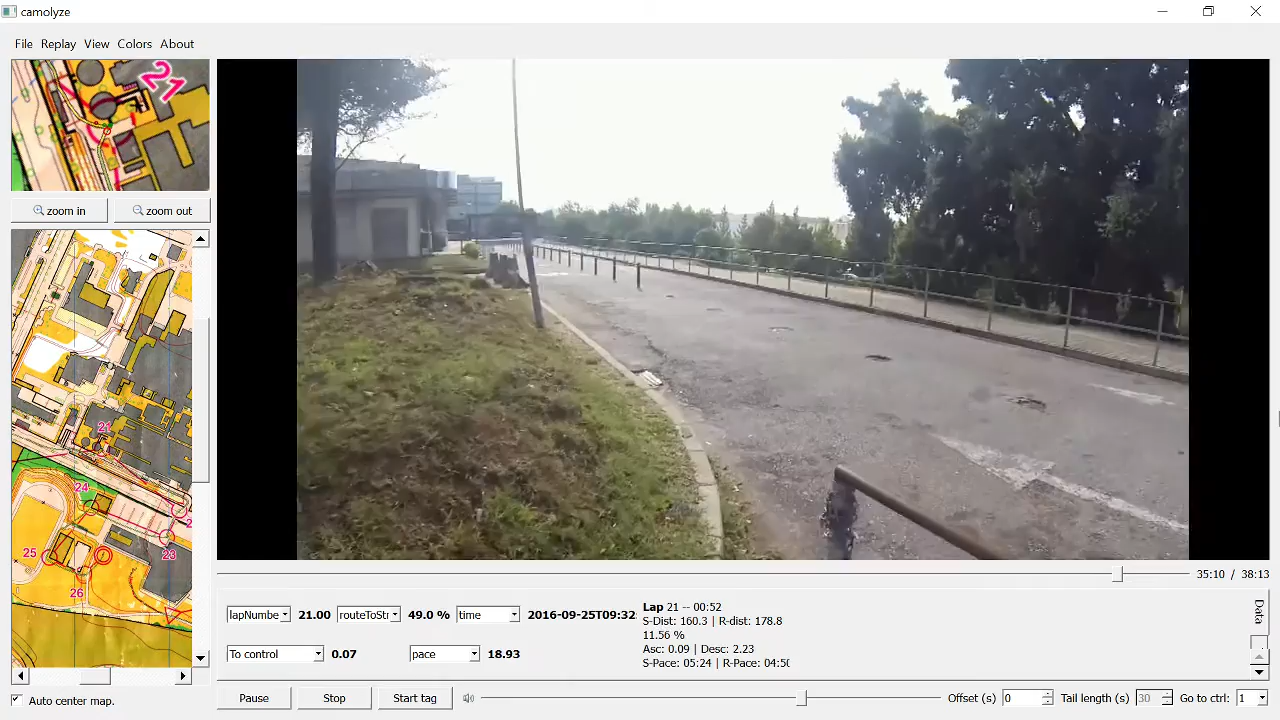 camolyze
File Replay View Colors About
21
zoom in zoom out
21
24
25
23
26
35:10 / 38:13
lapNumbe 21.00 routeToStr 49.0 % time 2016-09-25T09:32:
To control 0.07 pace 18.93
Lap 21 -- 00:52
S-Dist: 160.3 | R-dist: 178.8
11.56 %
Asc: 0.09 | Desc: 2.23
S-Pace: 05:24 | R-Pace: 04:50
Data
Auto center map.
Pause Stop Start tag Offset (s) 0 Tail length (s) 30 Go to ctrl: 1